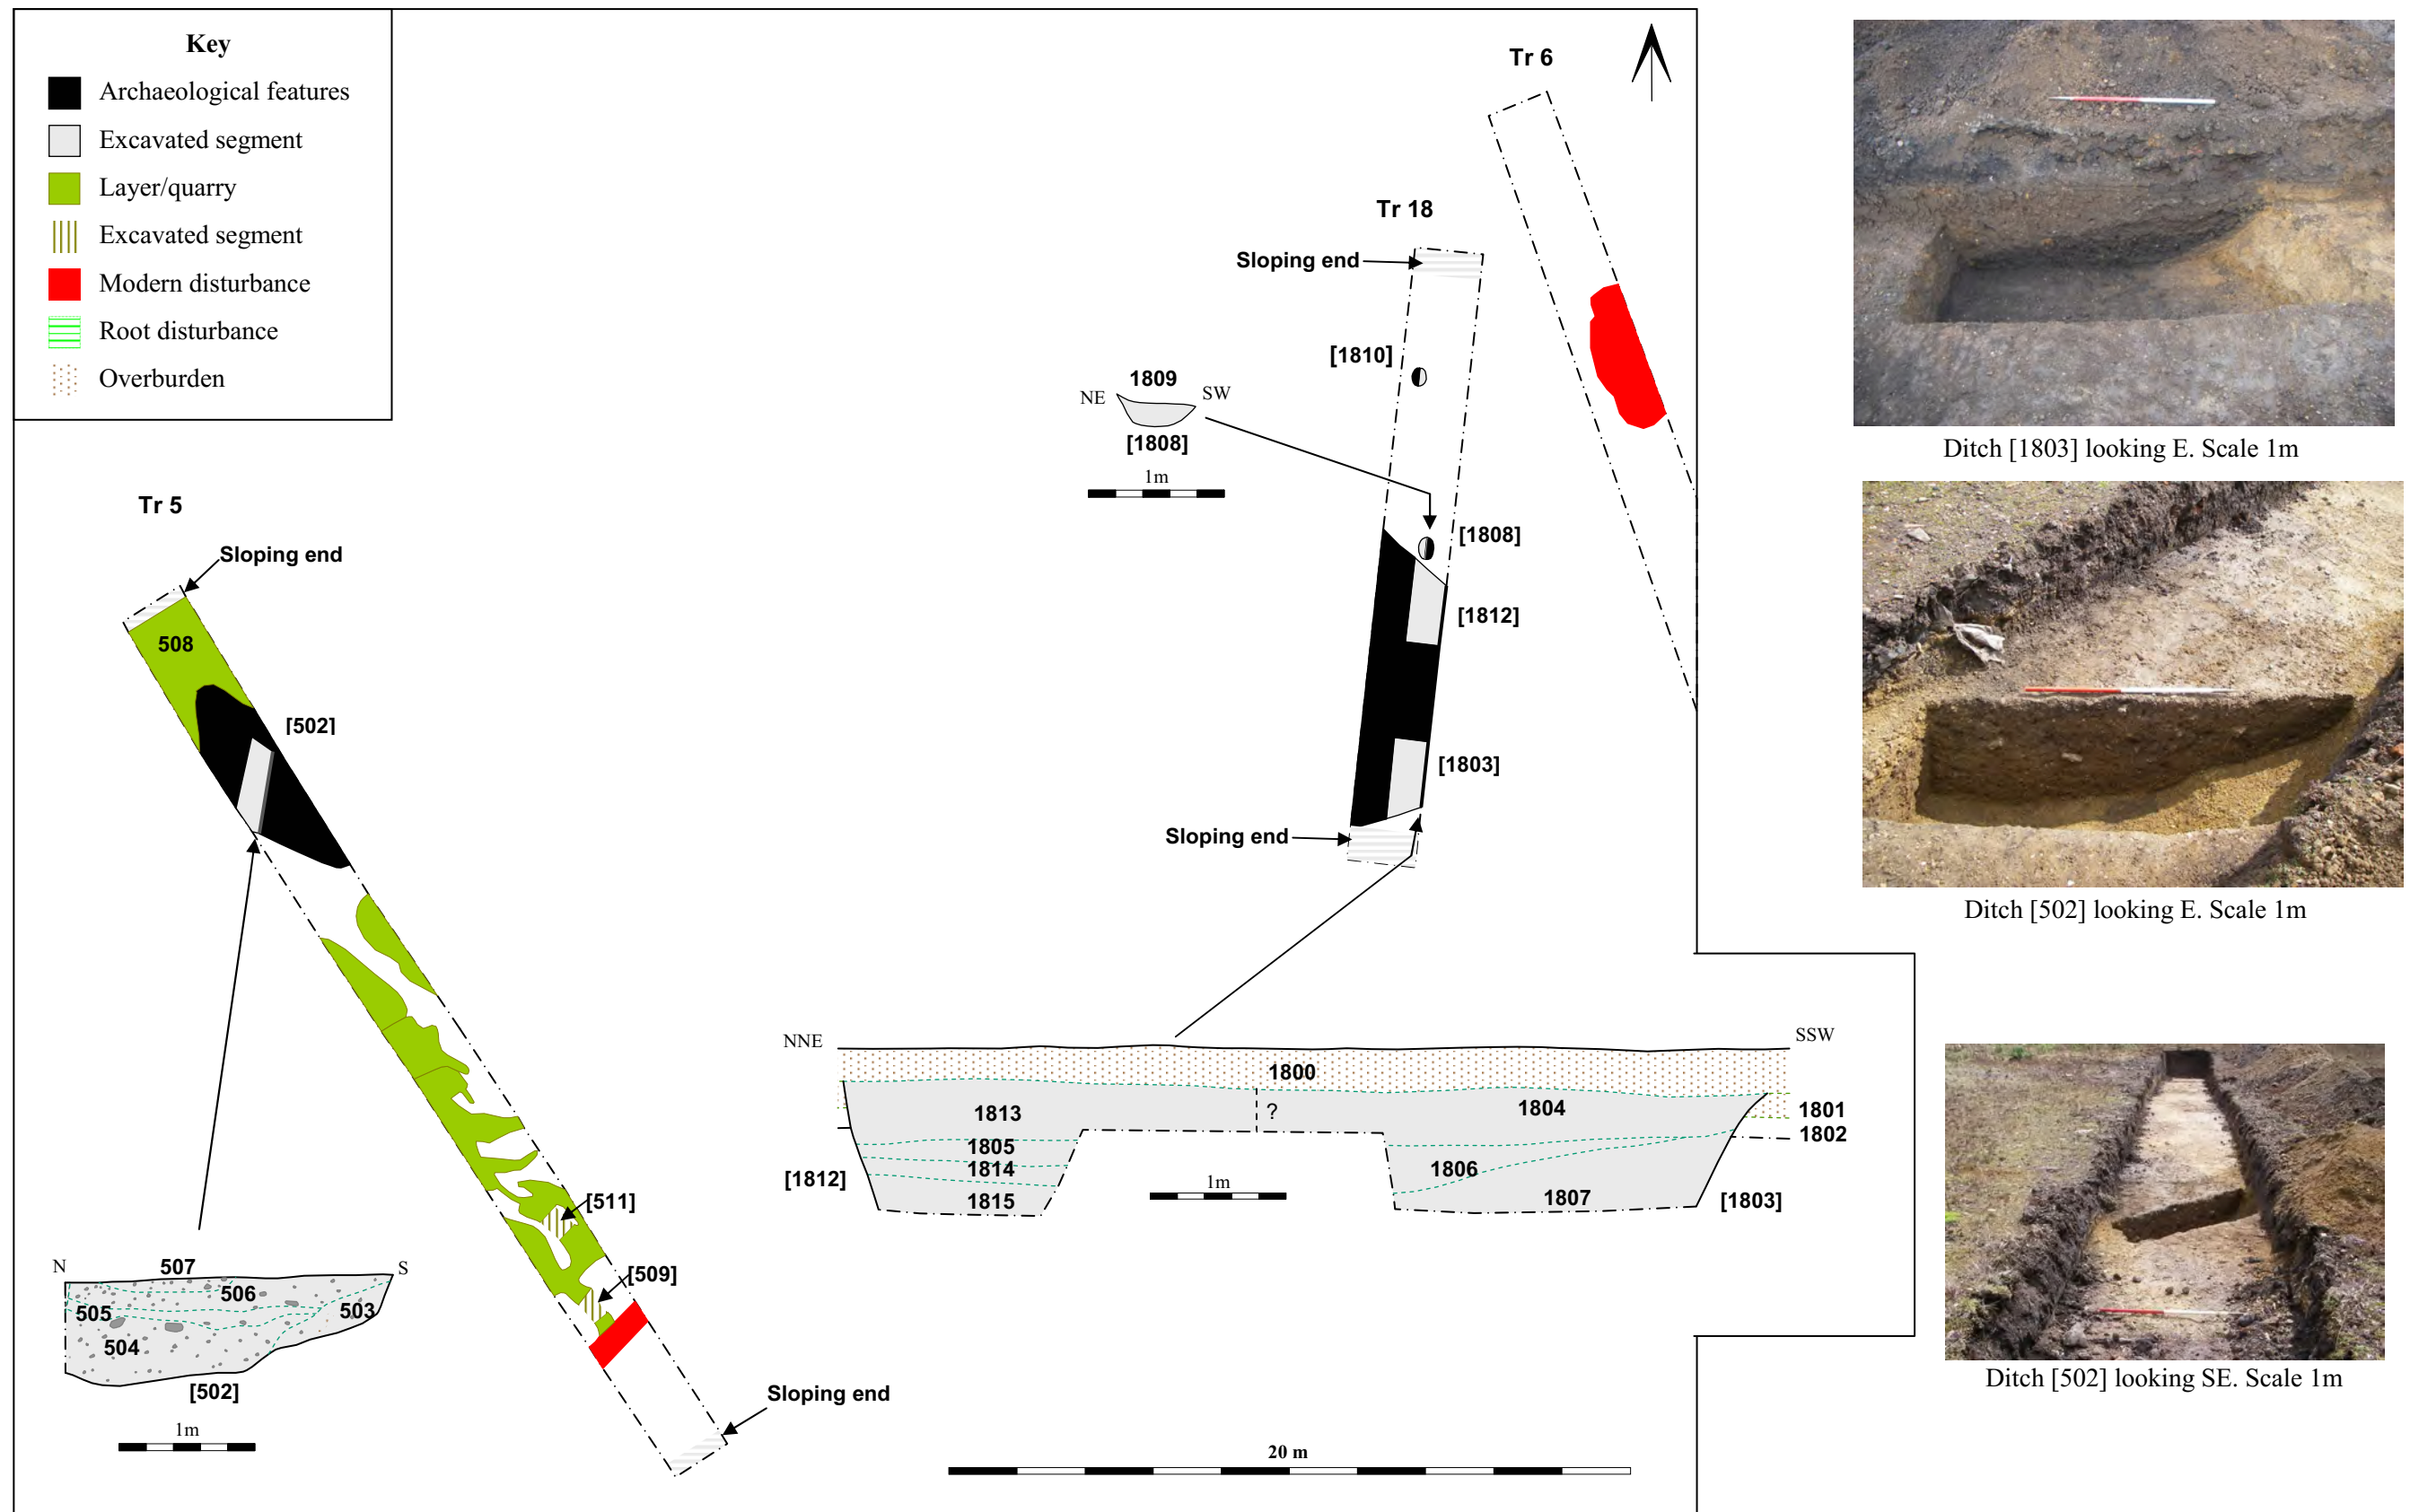 Key
Archaeological features
Excavated segment
Layer/quarry
Excavated segment
Modern disturbance
Root disturbance
Overburden
Tr 6
Tr 18
Sloping end
[1810]
1809
NE
SW
[1808]
1m
[1808]
[1812]
[1803]
Sloping end
Tr 5
Sloping end
508
[502]
[511]
[509]
Sloping end
N
507
S
506
505
503
504
[502]
1m
NNE
SSW
1800
1813
?
1804
1801
1802
1805
1814
1806
[1812]
1815
1m
1807
[1803]
20 m
Ditch [1803] looking E. Scale 1m
Ditch [502] looking E. Scale 1m
Ditch [502] looking SE. Scale 1m